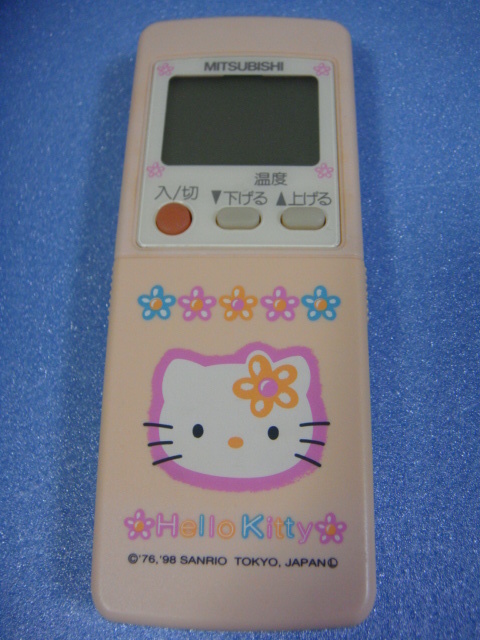 MITSUBISHI
温度
入/切 ▼下げる ▲上げる
Hello Kitty
©'76,'98 SANRIO TOKYO, JAPAN Ⓛ